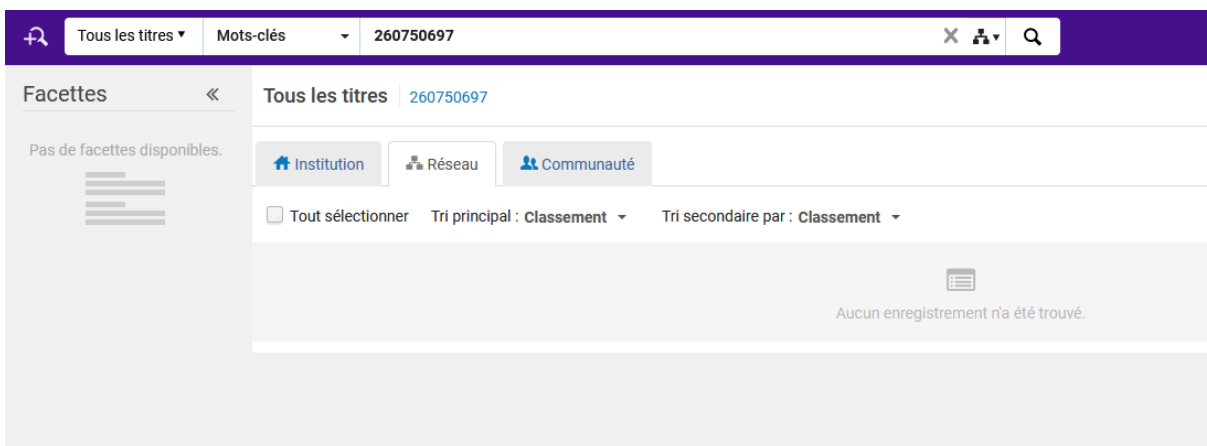 Tous les titres Mots-clés 260750697
Facettes
Tous les titres 260750697
Pas de facettes disponibles.
Institution Réseau Communauté
Tout sélectionner Tri principal : Classement Tri secondaire par : Classement
Aucun enregistrement n'a été trouvé.